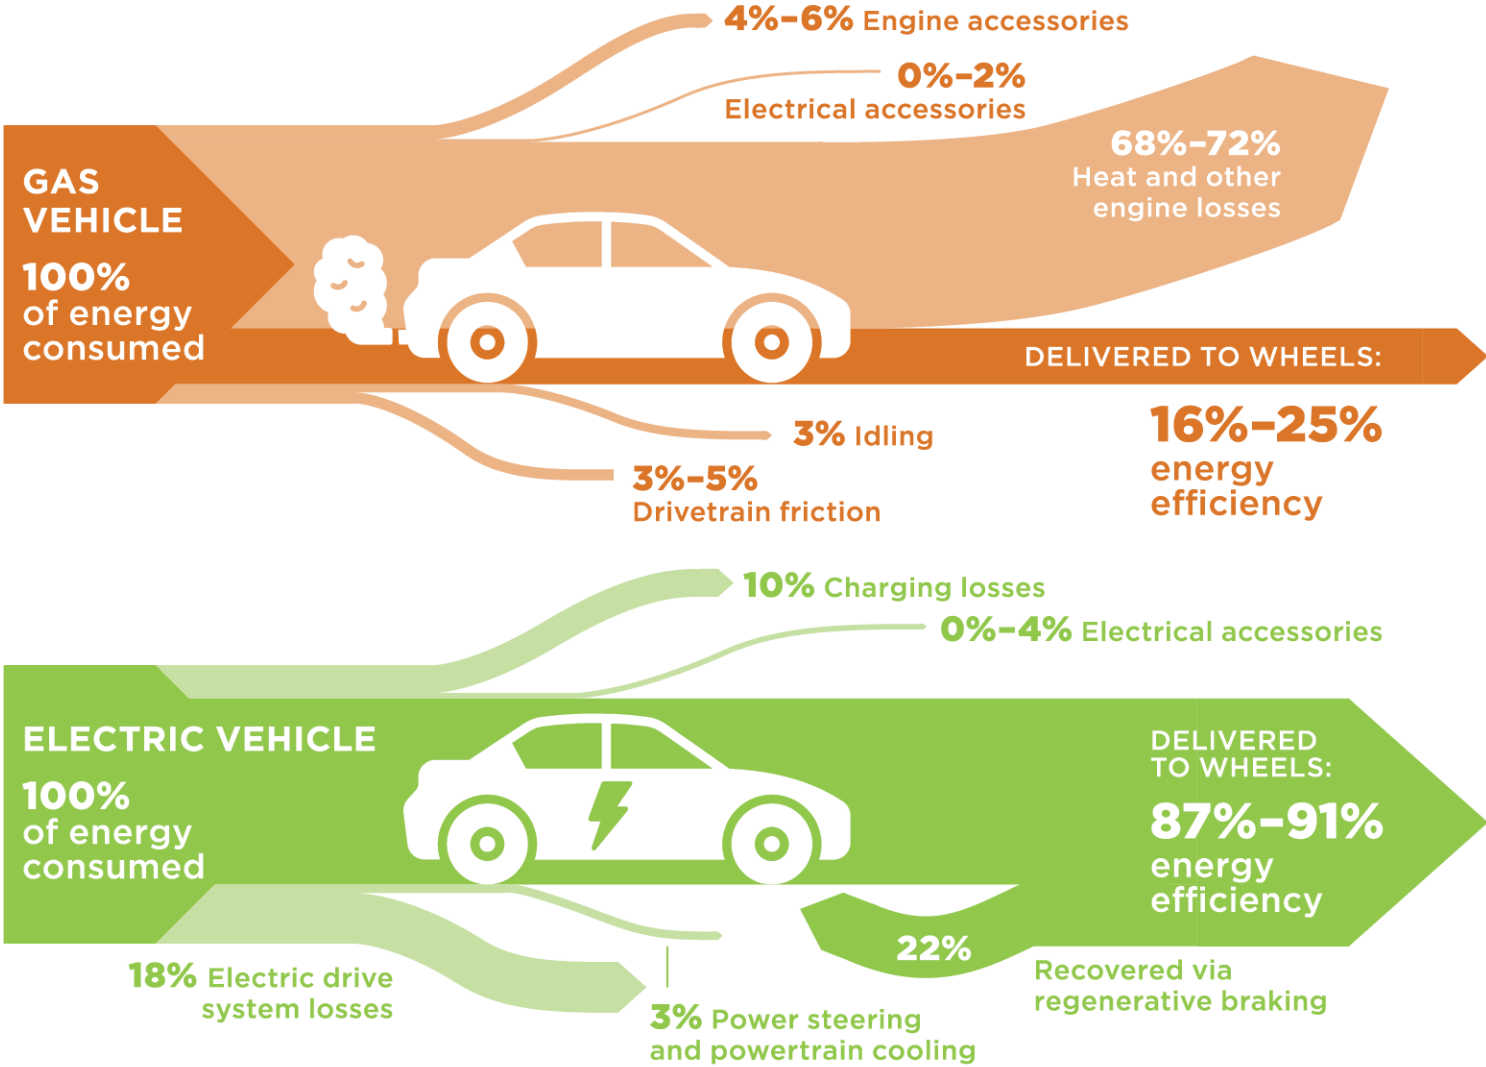 4%–6% Engine accessories
0%–2%
Electrical accessories
68%–72%
Heat and other
engine losses
GAS
VEHICLE
100%
of energy
consumed
DELIVERED TO WHEELS:
16%–25%
energy
efficiency
3% Idling
3%–5%
Drivetrain friction
10% Charging losses
0%–4% Electrical accessories
ELECTRIC VEHICLE
100%
of energy
consumed
DELIVERED
TO WHEELS:
87%–91%
energy
efficiency
22%
Recovered via
regenerative braking
18% Electric drive
system losses
3% Power steering
and powertrain cooling